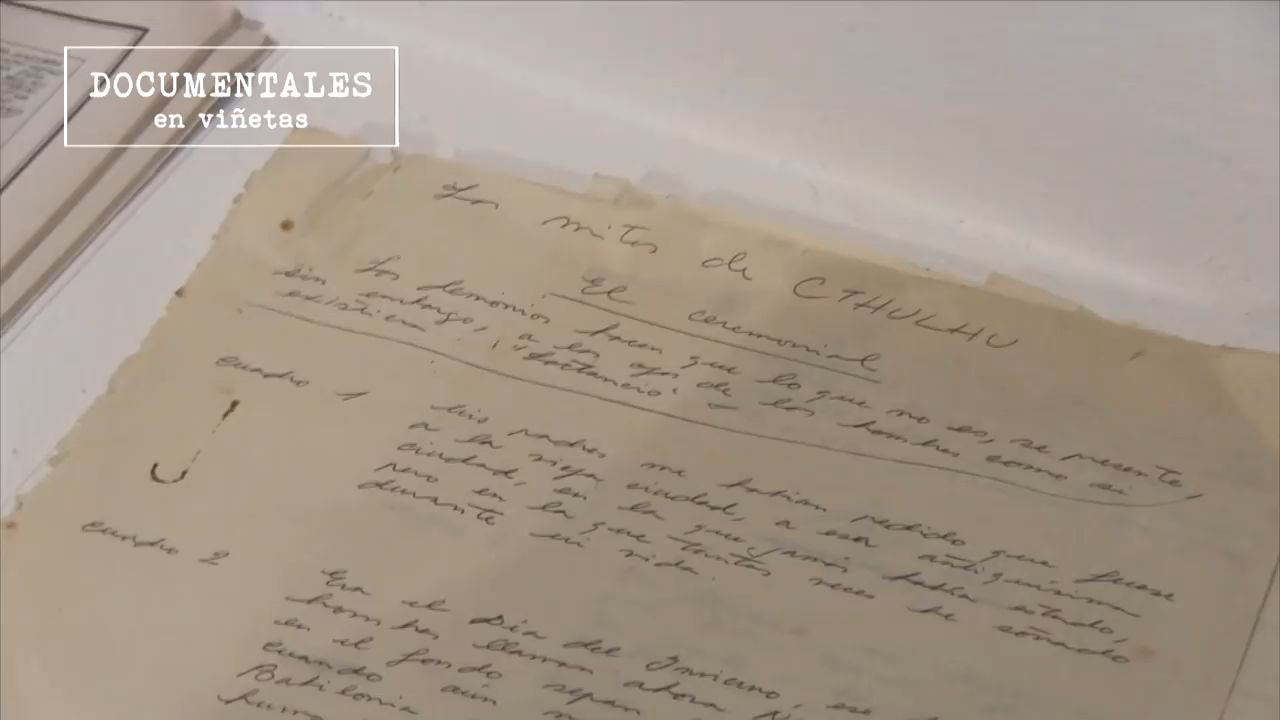 DOCUMENTALES
en viñetas
Los mitos de CTHULHU
El ceremonial
Los demonios hacen que lo que no es, se presente,
sin embargo, a los ojos de los hombres como si
existiera. "Lactancio"
cuadro 1
Mis padres me habían pedido que fuese
a la vieja ciudad, a esa antiquísima
ciudad, en la que jamás había estado,
pero en la que tantas veces he soñado
durante mi vida.
cuadro 2
Era el Día del Invierno, ese
hombres llaman ahora
en el fondo sepan
cuando aún
Babilonia